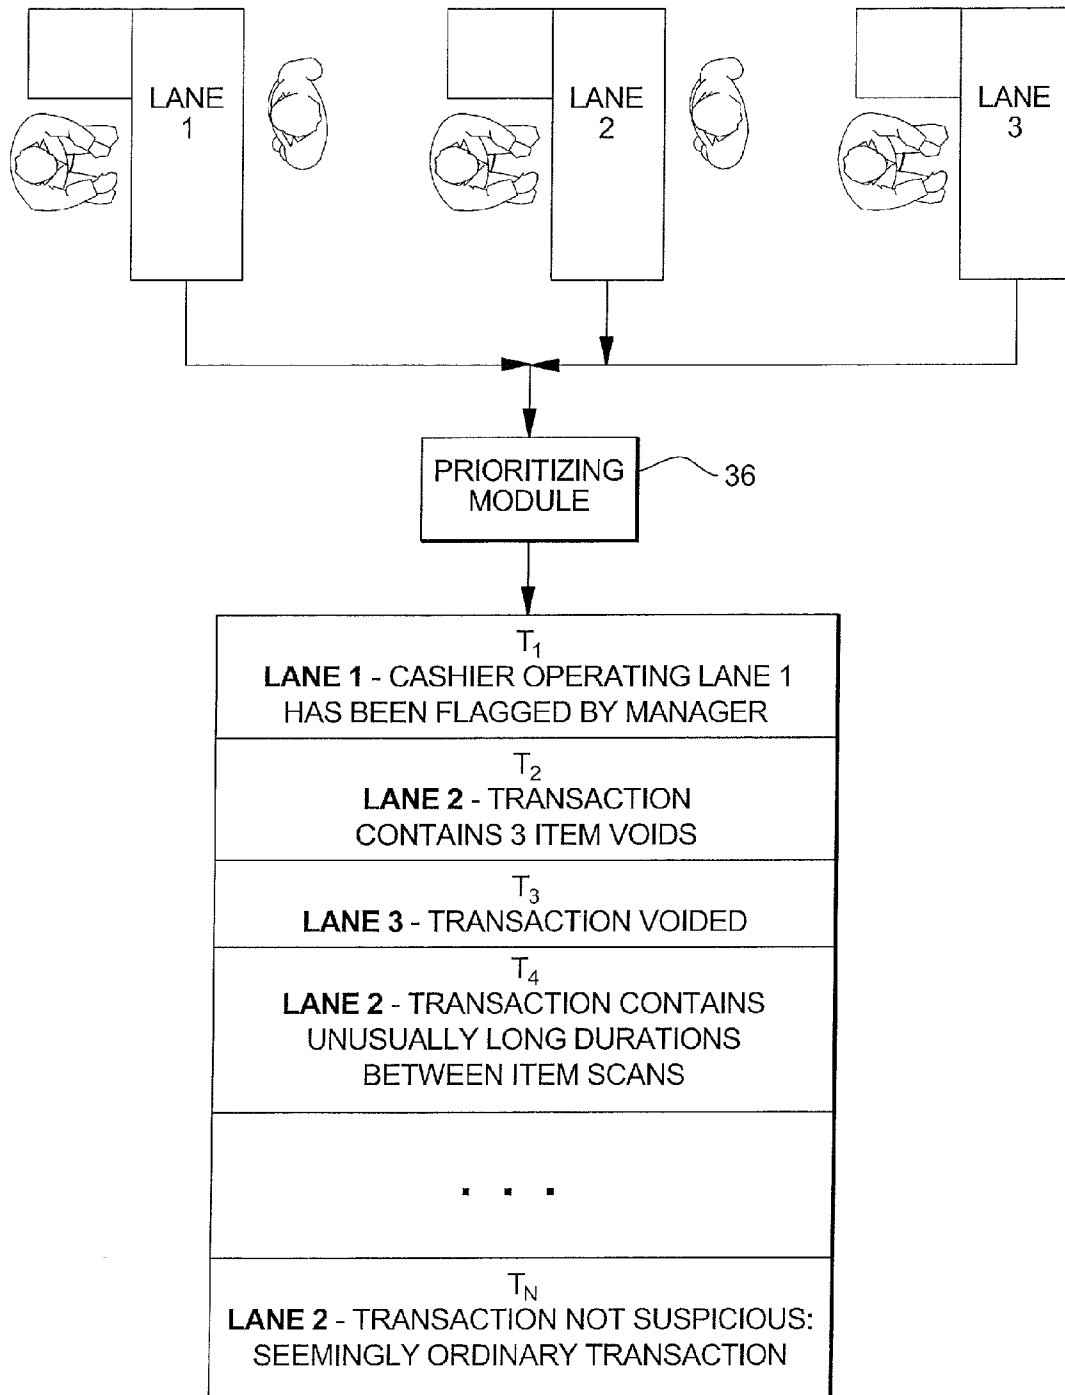 LANE
1
LANE
2
LANE
3
PRIORITIZING
MODULE
36
T1
LANE 1 - CASHIER OPERATING LANE 1
HAS BEEN FLAGGED BY MANAGER
T2
LANE 2 - TRANSACTION
CONTAINS 3 ITEM VOIDS
T3
LANE 3 - TRANSACTION VOIDED
T4
LANE 2 - TRANSACTION CONTAINS
UNUSUALLY LONG DURATIONS
BETWEEN ITEM SCANS
. . .
TN
LANE 2 - TRANSACTION NOT SUSPICIOUS:
SEEMINGLY ORDINARY TRANSACTION